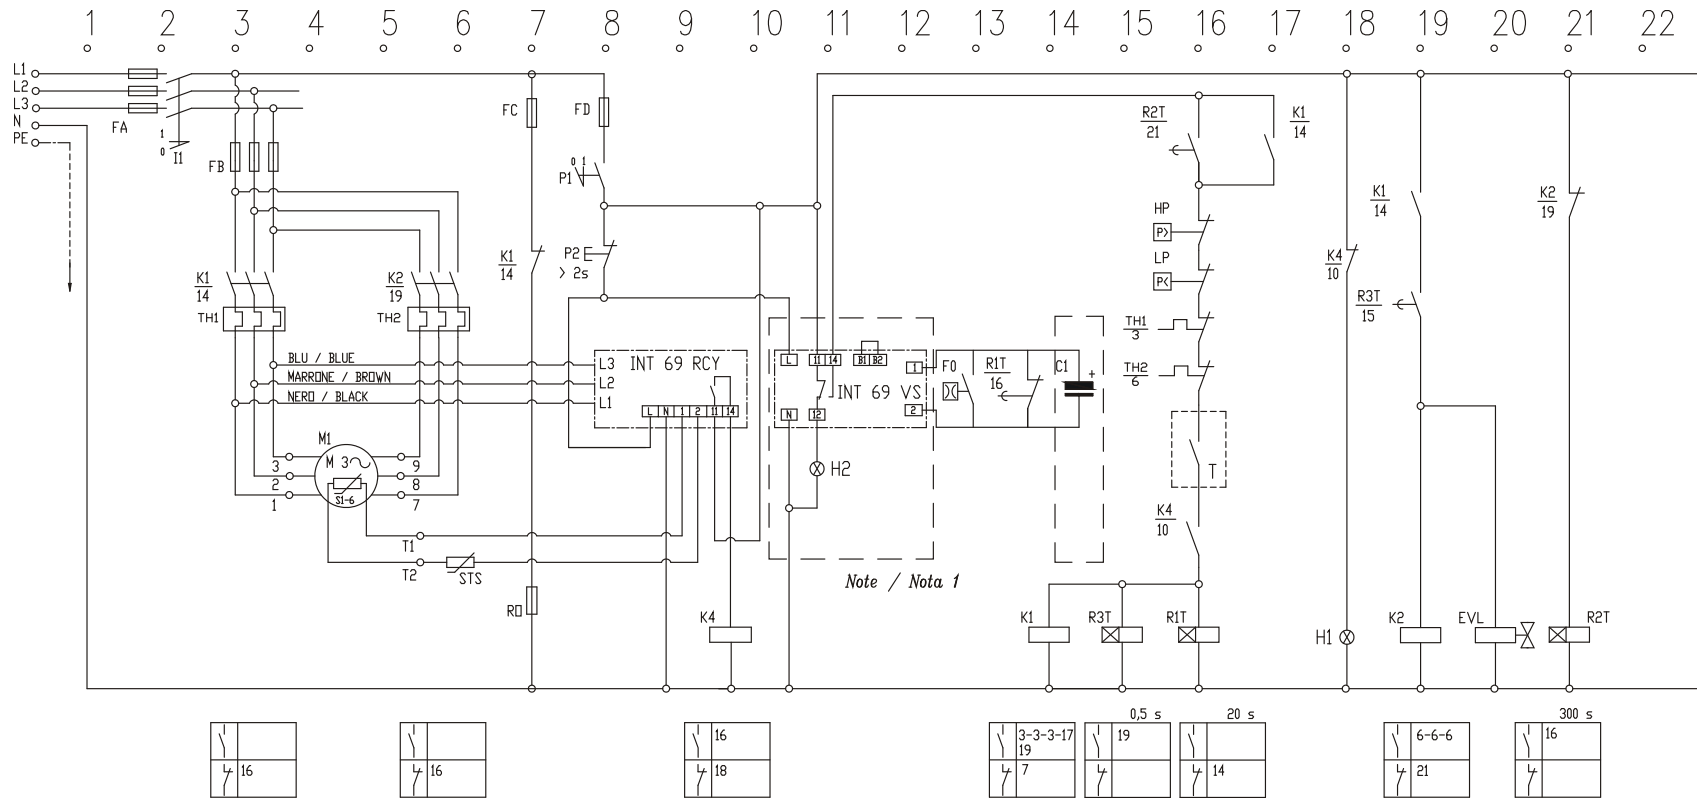 1 2 3 4 5 6 7 8 9 10 11 12 13 14 15 16 17 18 19 20 21 22
L1
L2
L3
N
PE
FA
1
0
I1
FB
FC
FD
0 1
P1
P2
> 2s
K1
14
K1
14
K2
19
TH1
TH2
BLU / BLUE
MARRONE / BROWN
NERO / BLACK
L3
L2
L1
INT 69 RCY
L N 1 2 11 14
L
11 14
B1 B2
INT 69 VS
1
2
N
12
H2
FO
R1T
16
C1
+
R2T
21
K1
14
HP
P>
LP
P<
TH1
3
TH2
6
T
K4
10
K4
10
K1
14
R3T
15
K2
19
M1
M 3
S1-6
3
2
1
9
8
7
T1
T2
STS
RO
Note / Nota 1
K4
K1
R3T
R1T
H1
K2
EVL
R2T
0,5 s
20 s
300 s
16
16
16
18
3-3-3-17
19
7
19
14
6-6-6
21
16